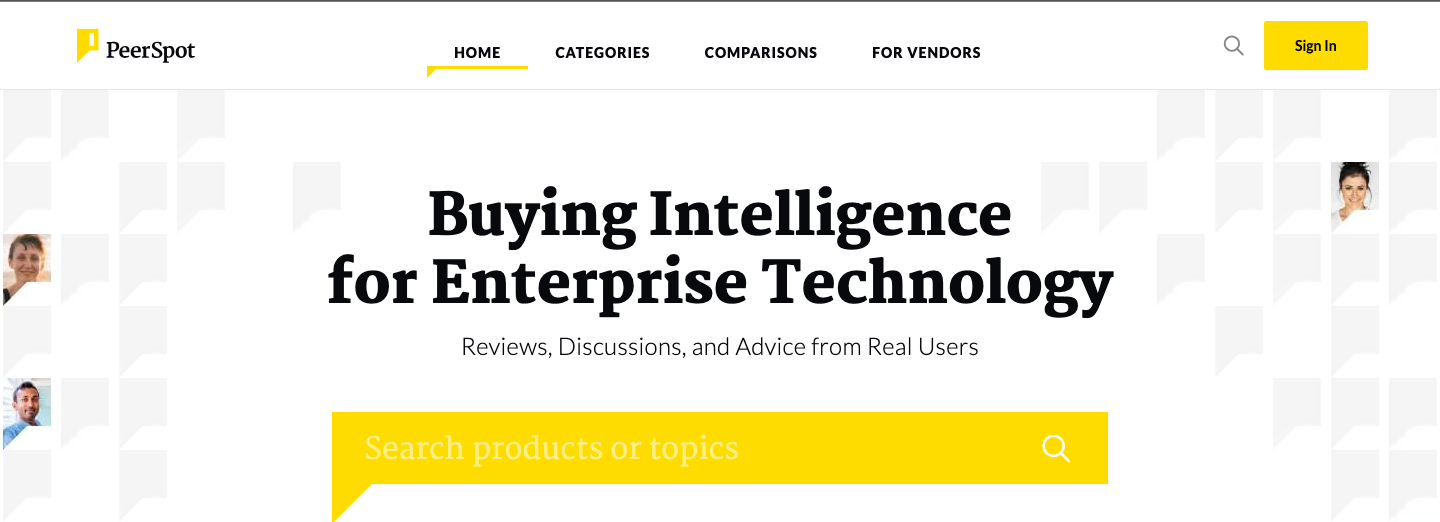 PeerSpot
HOME
CATEGORIES
COMPARISONS
FOR VENDORS
Sign In
Buying Intelligence
for Enterprise Technology
Reviews, Discussions, and Advice from Real Users
Search products or topics